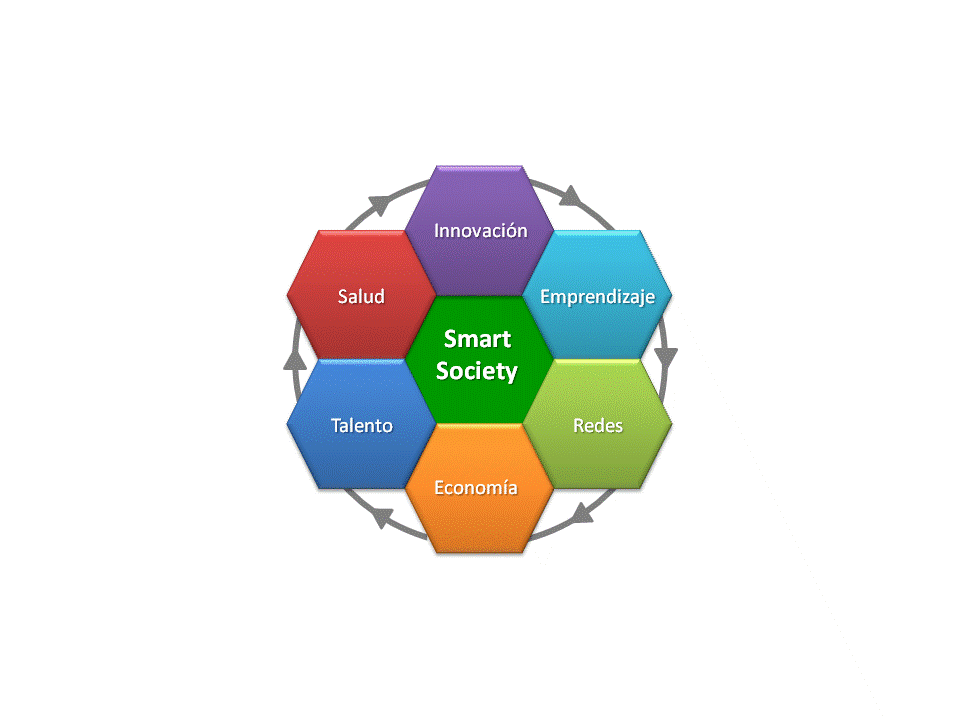 Innovación
Salud
Emprendizaje
Smart
Society
Talento
Redes
Economía